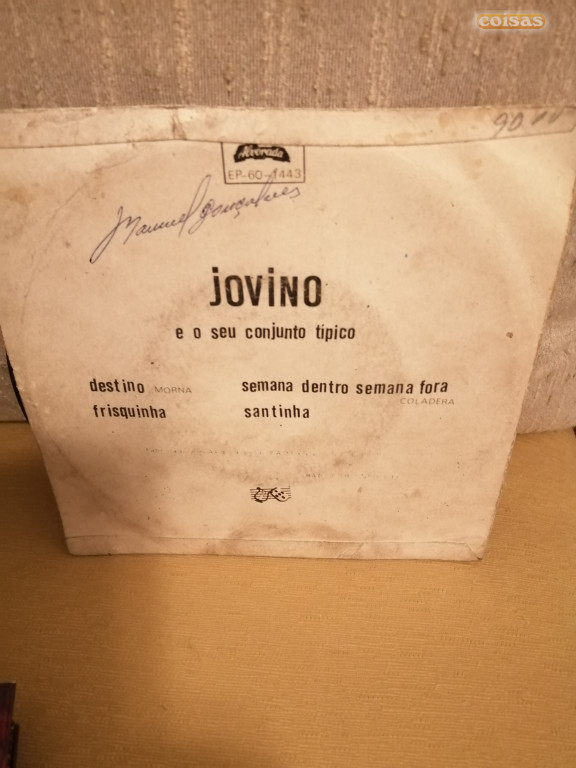 coisas
90
Alvorada
EP-60-1443
Manuel Gonçalves
jovino
e o seu conjunto tipico
destino MORNA
semana dentro semana fora
COLADERA
frisquinha
santinha